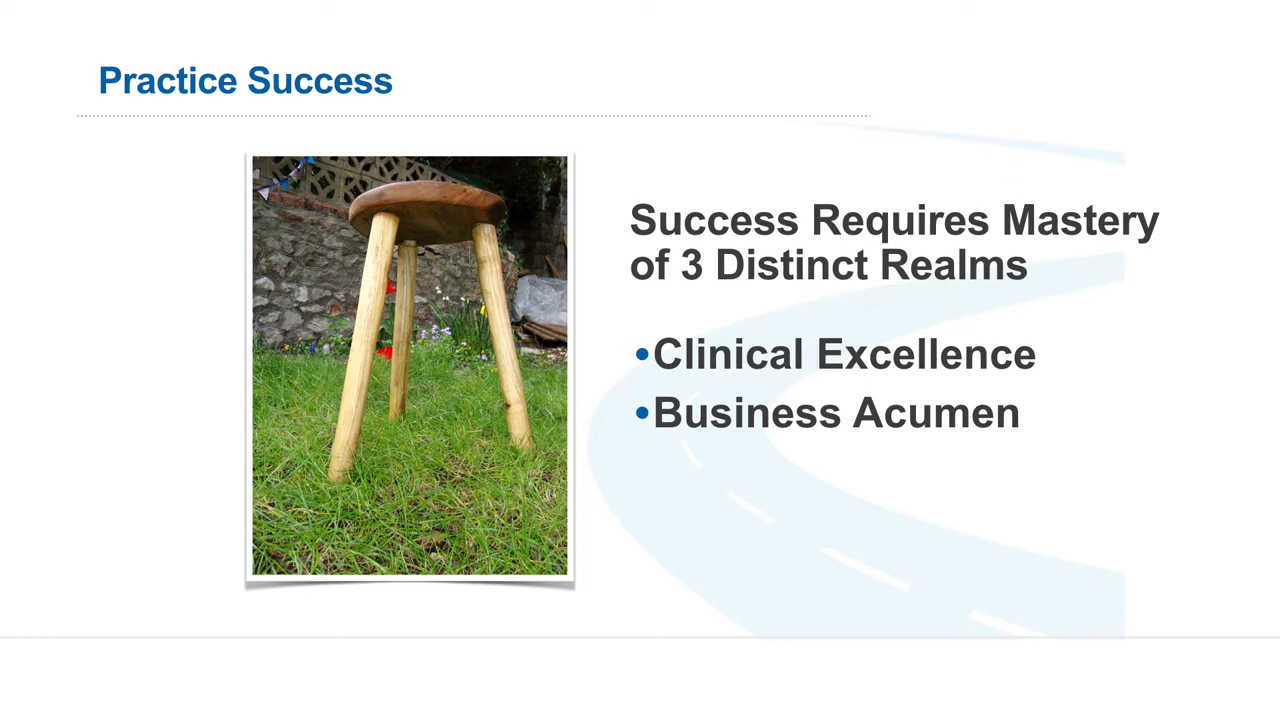 Practice Success
Success Requires Mastery
of 3 Distinct Realms
•Clinical Excellence
•Business Acumen